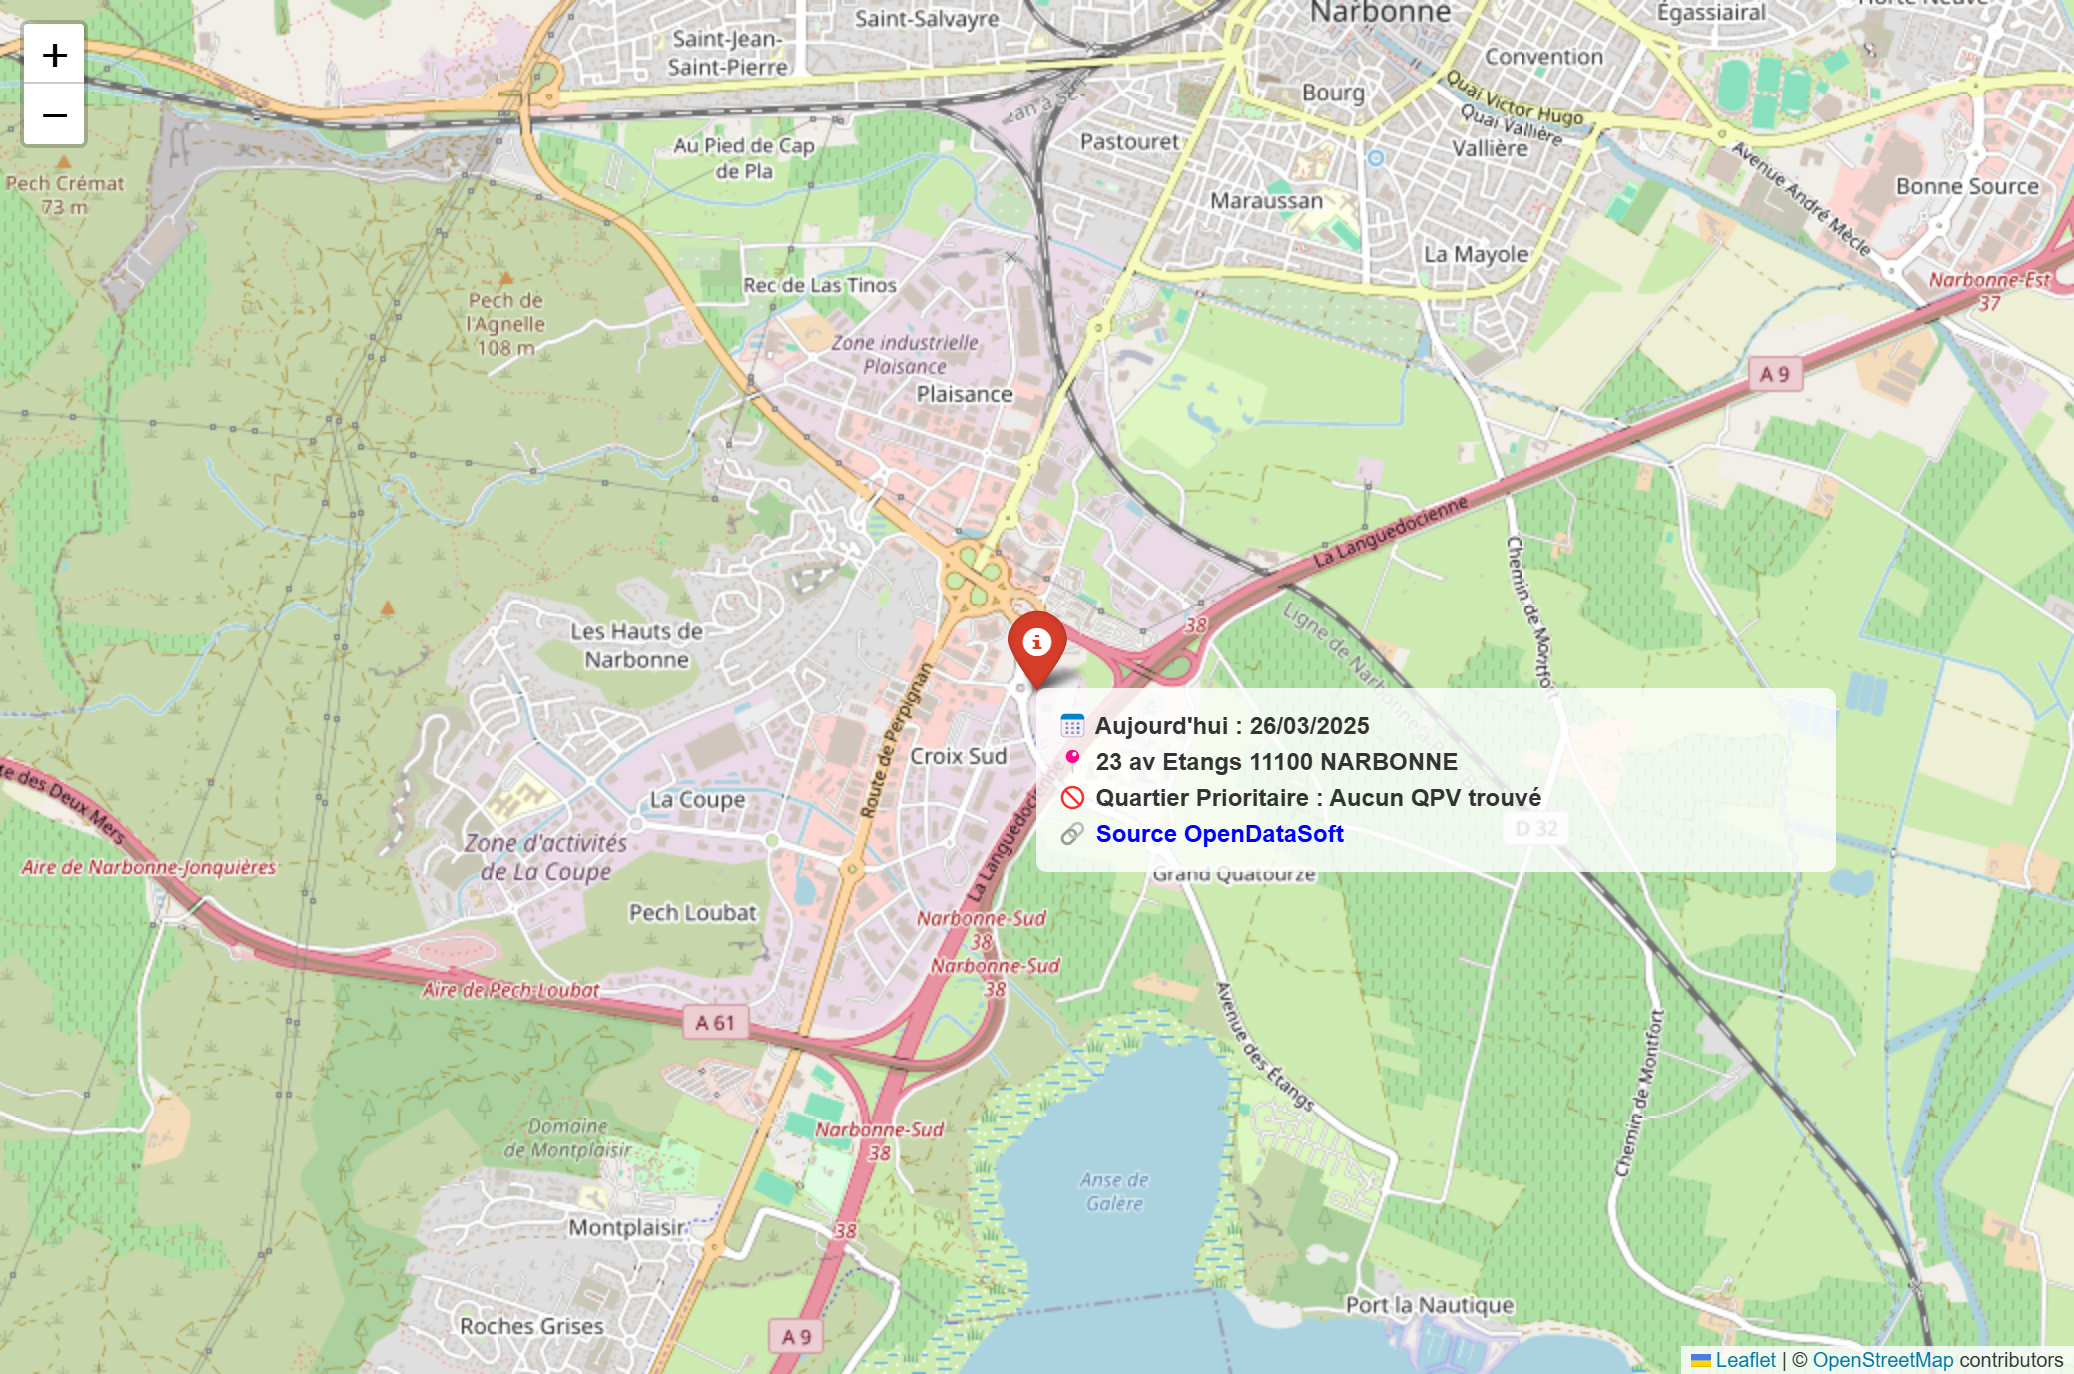 +
−
Saint-Salvayre
Narbonne
Égassiairal
Saint-Jean-
Saint-Pierre
Convention
Bourg
Quai Victor Hugo
Quai Vallière
Vallière
Pastouret
Au Pied de Cap
de Pla
Avenue André Mècle
Bonne Source
Pech Crémat
73 m
Maraussan
La Mayole
Rec de Las Tinos
Narbonne-Est
37
Pech de
l'Agnelle
108 m
Zone industrielle
Plaisance
Plaisance
A 9
La Languedocienne
Chemin de Montfort
Les Hauts de
Narbonne
38
Ligne de Narbonne
Route de Perpignan
Aujourd'hui : 26/03/2025
23 av Etangs 11100 NARBONNE
Quartier Prioritaire : Aucun QPV trouvé
Source OpenDataSoft
Croix Sud
La Coupe
D 32
te des Deux Mers
Zone d'activités
de La Coupe
La Languedoci
Aire de Narbonne-Jonquières
Grand Quatourze
Pech Loubat
Narbonne-Sud
38
Narbonne-Sud
38
Aire de Pech-Loubat
A 61
Avenue des Étangs
Chemin de Montfort
Domaine
de Montplaisir
Narbonne-Sud
38
Anse de
Galère
Montplaisir
38
Roches Grises
A 9
Port la Nautique
Leaflet | © OpenStreetMap contributors